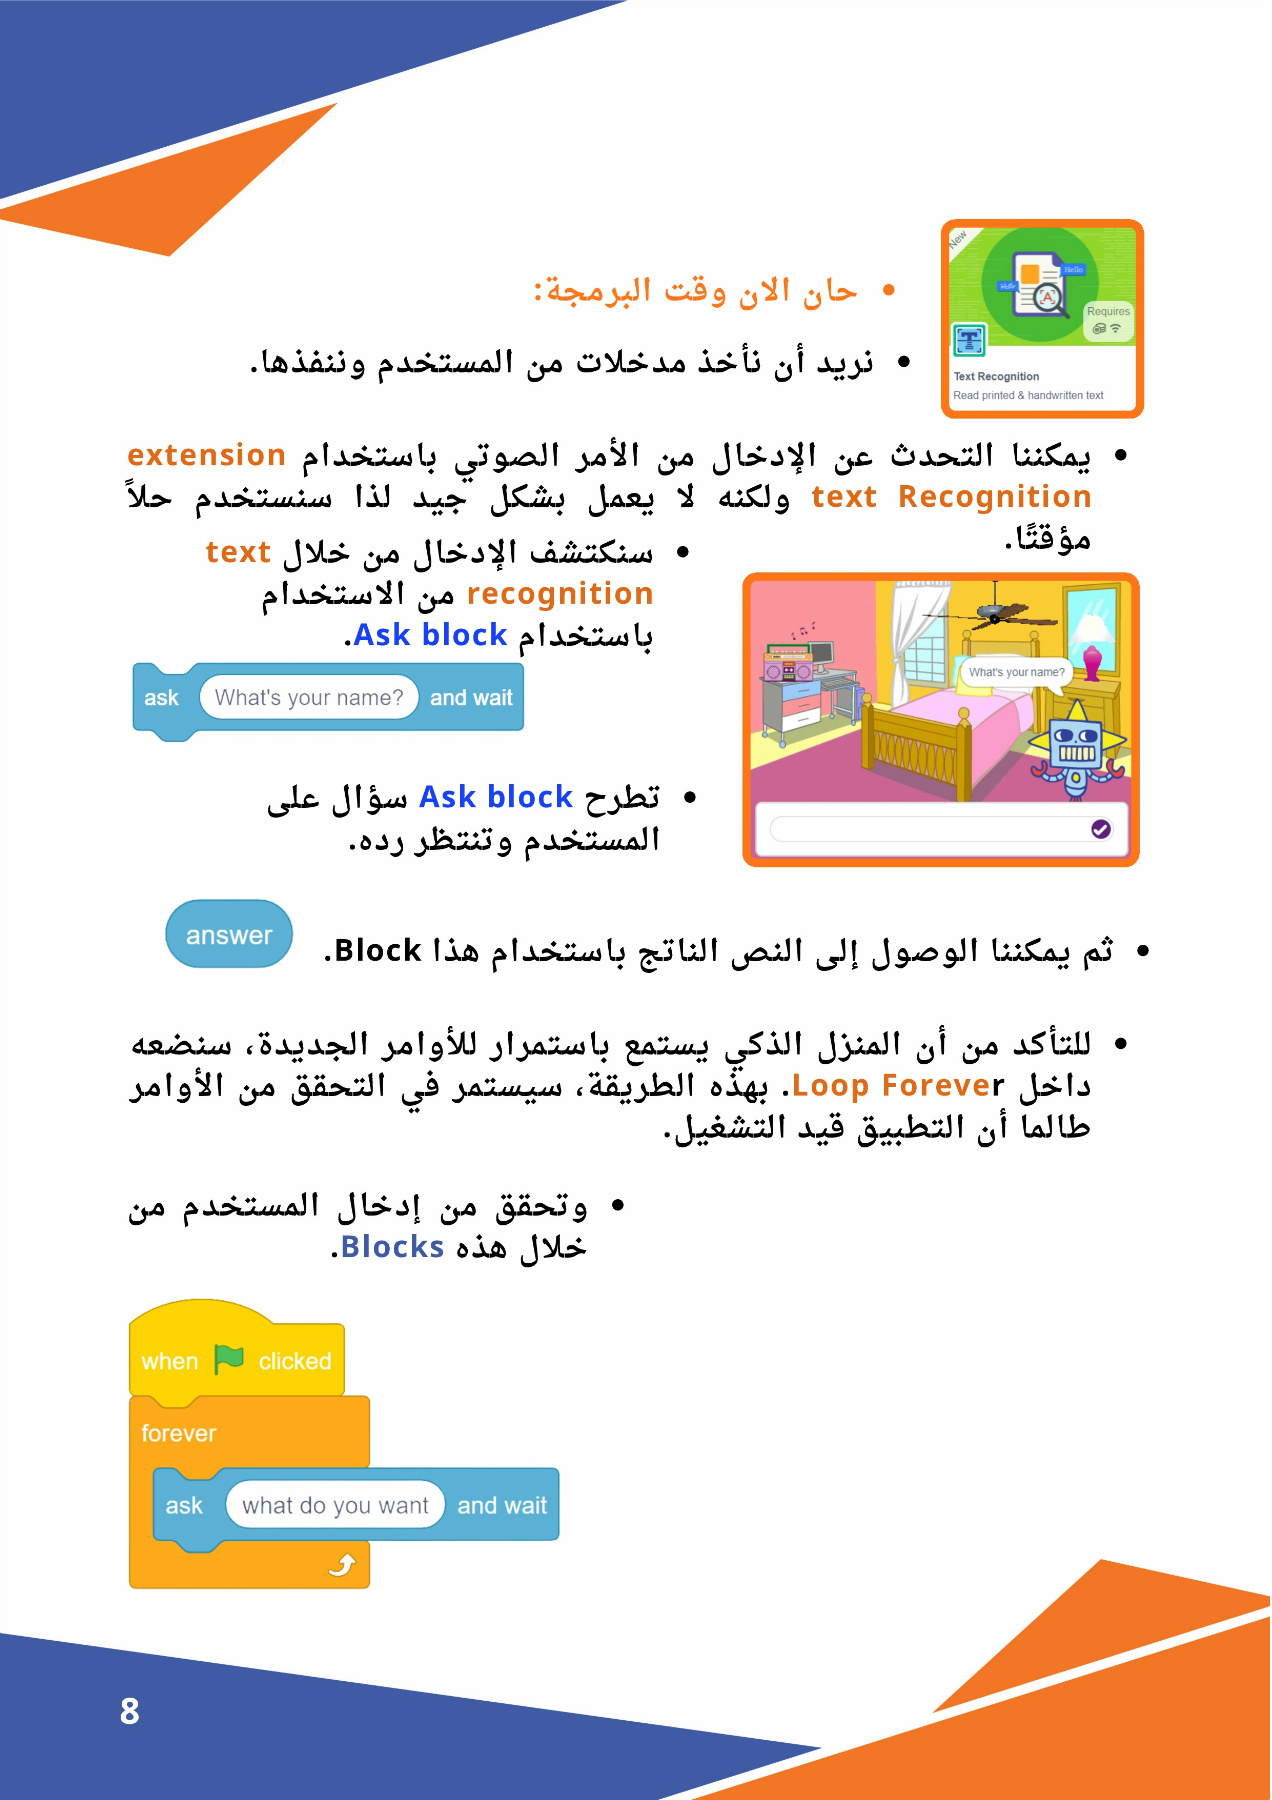 New
Hello
Hello
A
Requires
Text Recognition
Read printed & handwritten text
• حان الان وقت البرمجة:
• نريد أن نأخذ مدخلات من المستخدم وننفذها.
• يمكننا التحدث عن الإدخال من الأمر الصوتي باستخدام extension
text Recognition ولكنه لا يعمل بشكل جيد لذا سنستخدم حلاً
مؤقتًا.
• سنكتشف الإدخال من خلال text
recognition من الاستخدام
باستخدام Ask block.
What's your name?
ask What's your name? and wait
• تطرح Ask block سؤال على
المستخدم وتنتظر رده.
• ثم يمكننا الوصول إلى النص الناتج باستخدام هذا Block.
answer
• للتأكد من أن المنزل الذكي يستمع باستمرار للأوامر الجديدة، سنضعه
داخل Loop Forever. بهذه الطريقة، سيستمر في التحقق من الأوامر
طالما أن التطبيق قيد التشغيل.
• وتحقق من إدخال المستخدم من
خلال هذه Blocks.
when clicked
forever
ask what do you want and wait
8